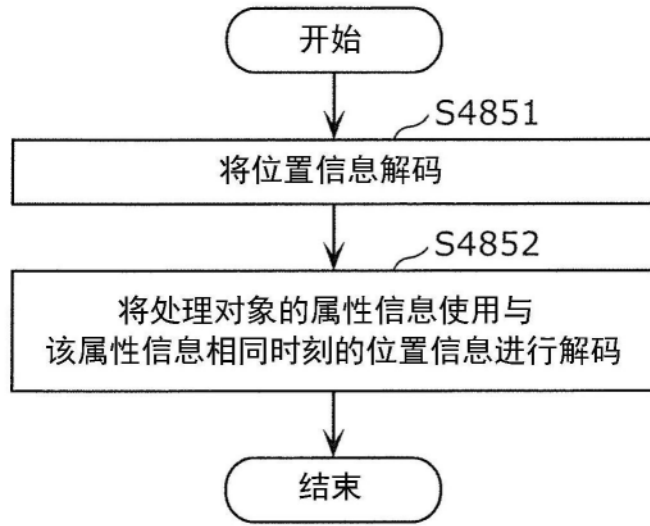 开始
S4851
将位置信息解码
S4852
将处理对象的属性信息使用与
该属性信息相同时刻的位置信息进行解码
结束